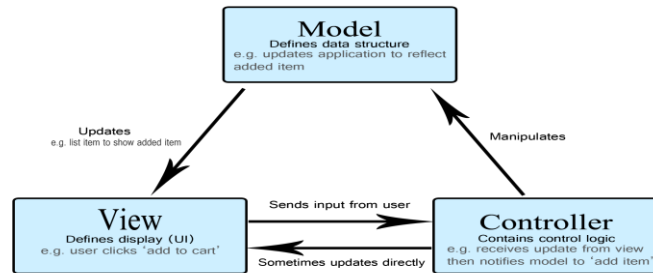 Model
Defines data structure
e.g. updates application to reflect
added item
Updates
e.g. list item to show added item
Manipulates
View
Defines display (UI)
e.g. user clicks 'add to cart'
Sends input from user
Sometimes updates directly
Controller
Contains control logic
e.g. receives update from view
then notifies model to 'add item'